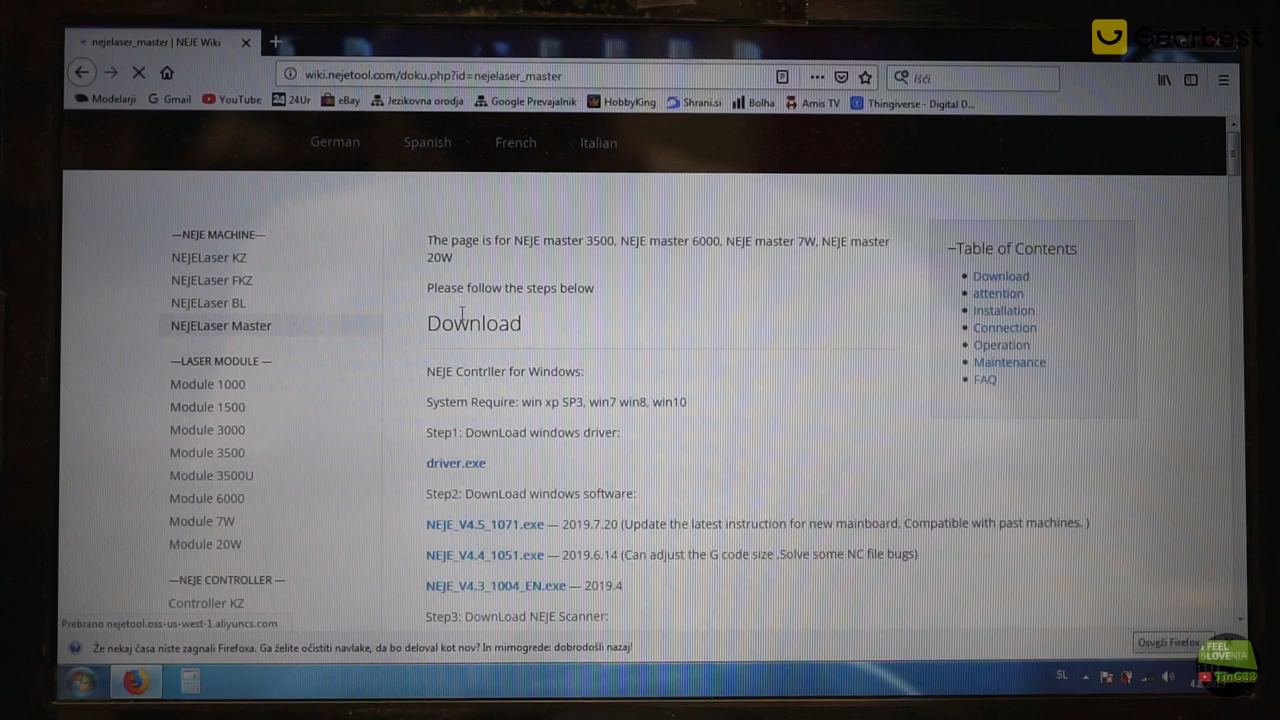 Gearbest
nejelaser_master | NEJE Wiki
wiki.nejetool.com/doku.php?id=nejelaser_master
Išči
Modelarji Gmail YouTube 24Ur eBay Jezikovna orodja Google Prevajalnik HobbyKing Shrani.si Bolha Amis TV Thingiverse - Digital D...
German Spanish French Italian
—NEJE MACHINE—
NEJELaser KZ
NEJELaser FKZ
NEJELaser BL
NEJELaser Master
—LASER MODULE —
Module 1000
Module 1500
Module 3000
Module 3500
Module 3500U
Module 6000
Module 7W
Module 20W
—NEJE CONTROLLER —
Controller KZ
The page is for NEJE master 3500, NEJE master 6000, NEJE master 7W, NEJE master
20W
Please follow the steps below
Download
NEJE Contrller for Windows:
System Require: win xp SP3, win7 win8, win10
Step1: DownLoad windows driver:
driver.exe
Step2: DownLoad windows software:
NEJE_V4.5_1071.exe — 2019.7.20 (Update the latest instruction for new mainboard, Compatible with past machines. )
NEJE_V4.4_1051.exe — 2019.6.14 (Can adjust the G code size ,Solve some NC file bugs)
NEJE_V4.3_1004_EN.exe — 2019.4
Step3: DownLoad NEJE Scanner:
−Table of Contents
Download
attention
Installation
Connection
Operation
Maintenance
FAQ
Prebrano nejetool.oss-us-west-1.aliyuncs.com
Že nekaj časa niste zagnali Firefoxa. Ga želite očistiti navlake, da bo deloval kot nov? In mimogrede: dobrodošli nazaj!
Osveži Firefox
SL
I FEEL
SLOVENIA
TinC33